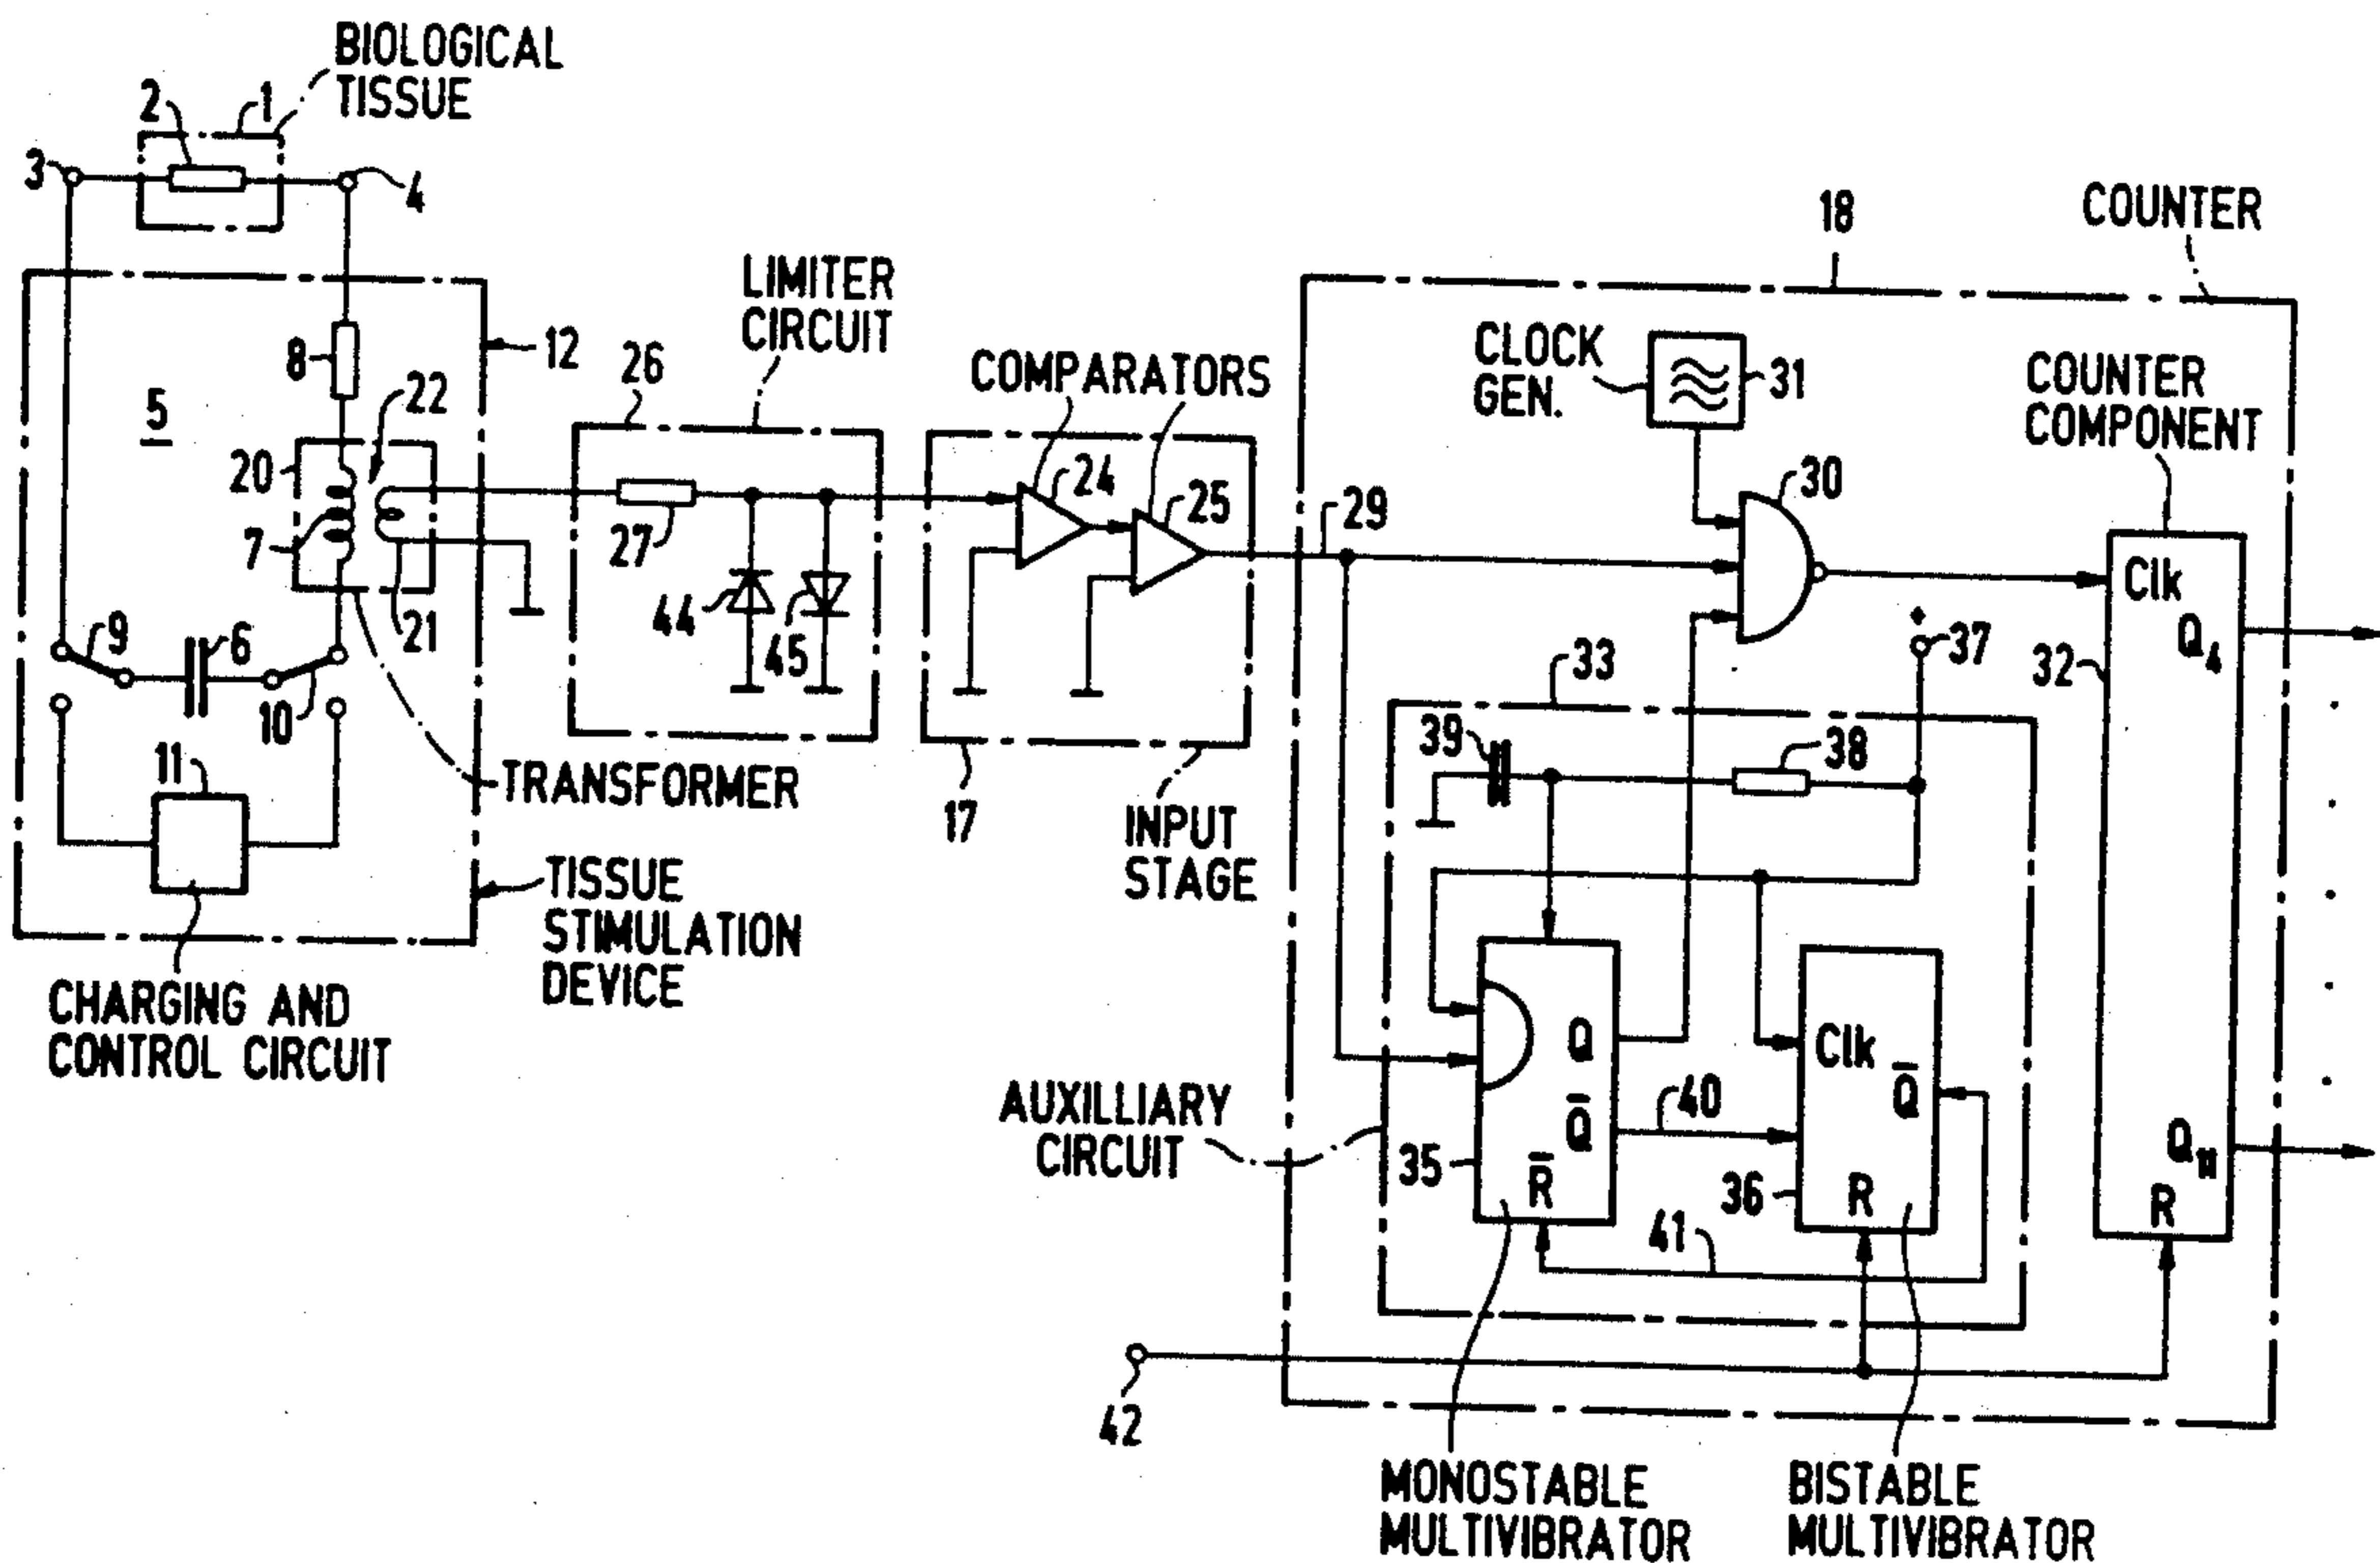 BIOLOGICAL
TISSUE
2
1
3
4
18
COUNTER
LIMITER
CIRCUIT
8
12
26
COMPARATORS
CLOCK
GEN.
31
COUNTER
COMPONENT
5
22
20
24
25
29
30
7
27
Clk
44
45
21
9
6
33
37
32
Q4
10
39
38
11
TRANSFORMER
17
INPUT
STAGE
TISSUE
STIMULATION
DEVICE
CHARGING AND
CONTROL CIRCUIT
Q
Clk
Q̅
AUXILLIARY
CIRCUIT
Q̅
40
35
R̅
36
R
Q11
R
41
42
MONOSTABLE
MULTIVIBRATOR
BISTABLE
MULTIVIBRATOR